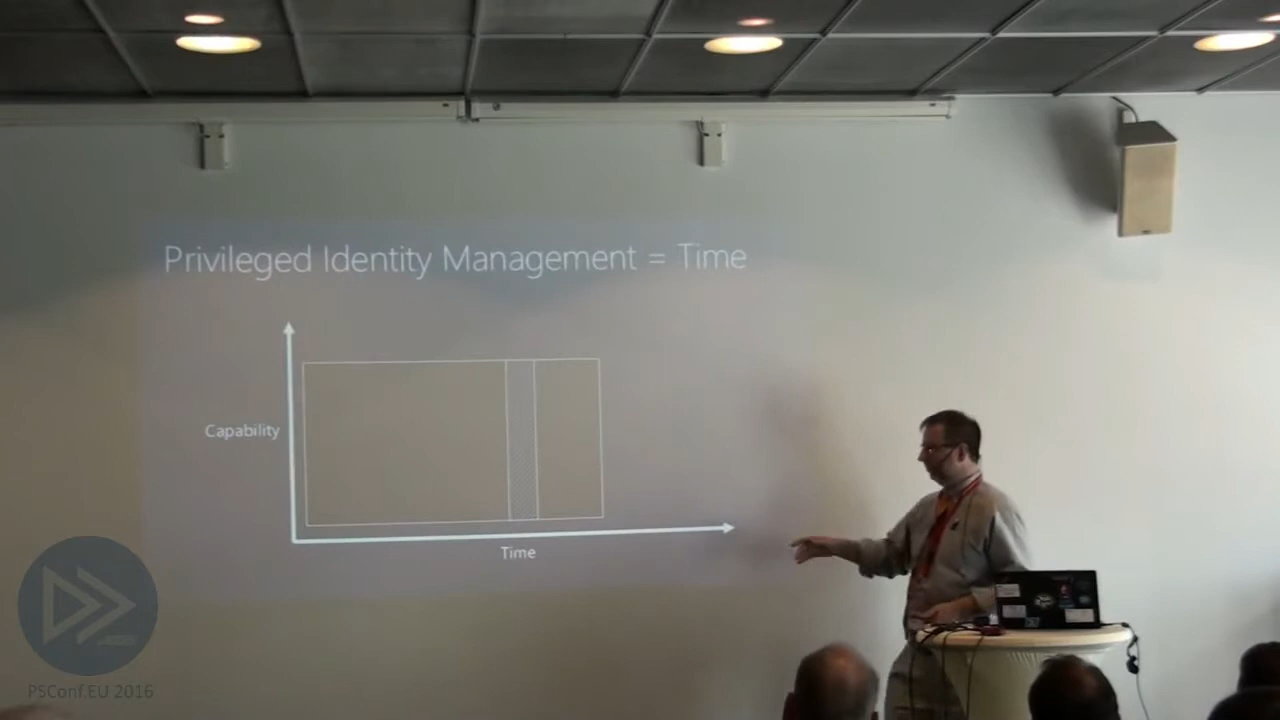 Privileged Identity Management = Time
Capability
Time
PSConf.EU 2016